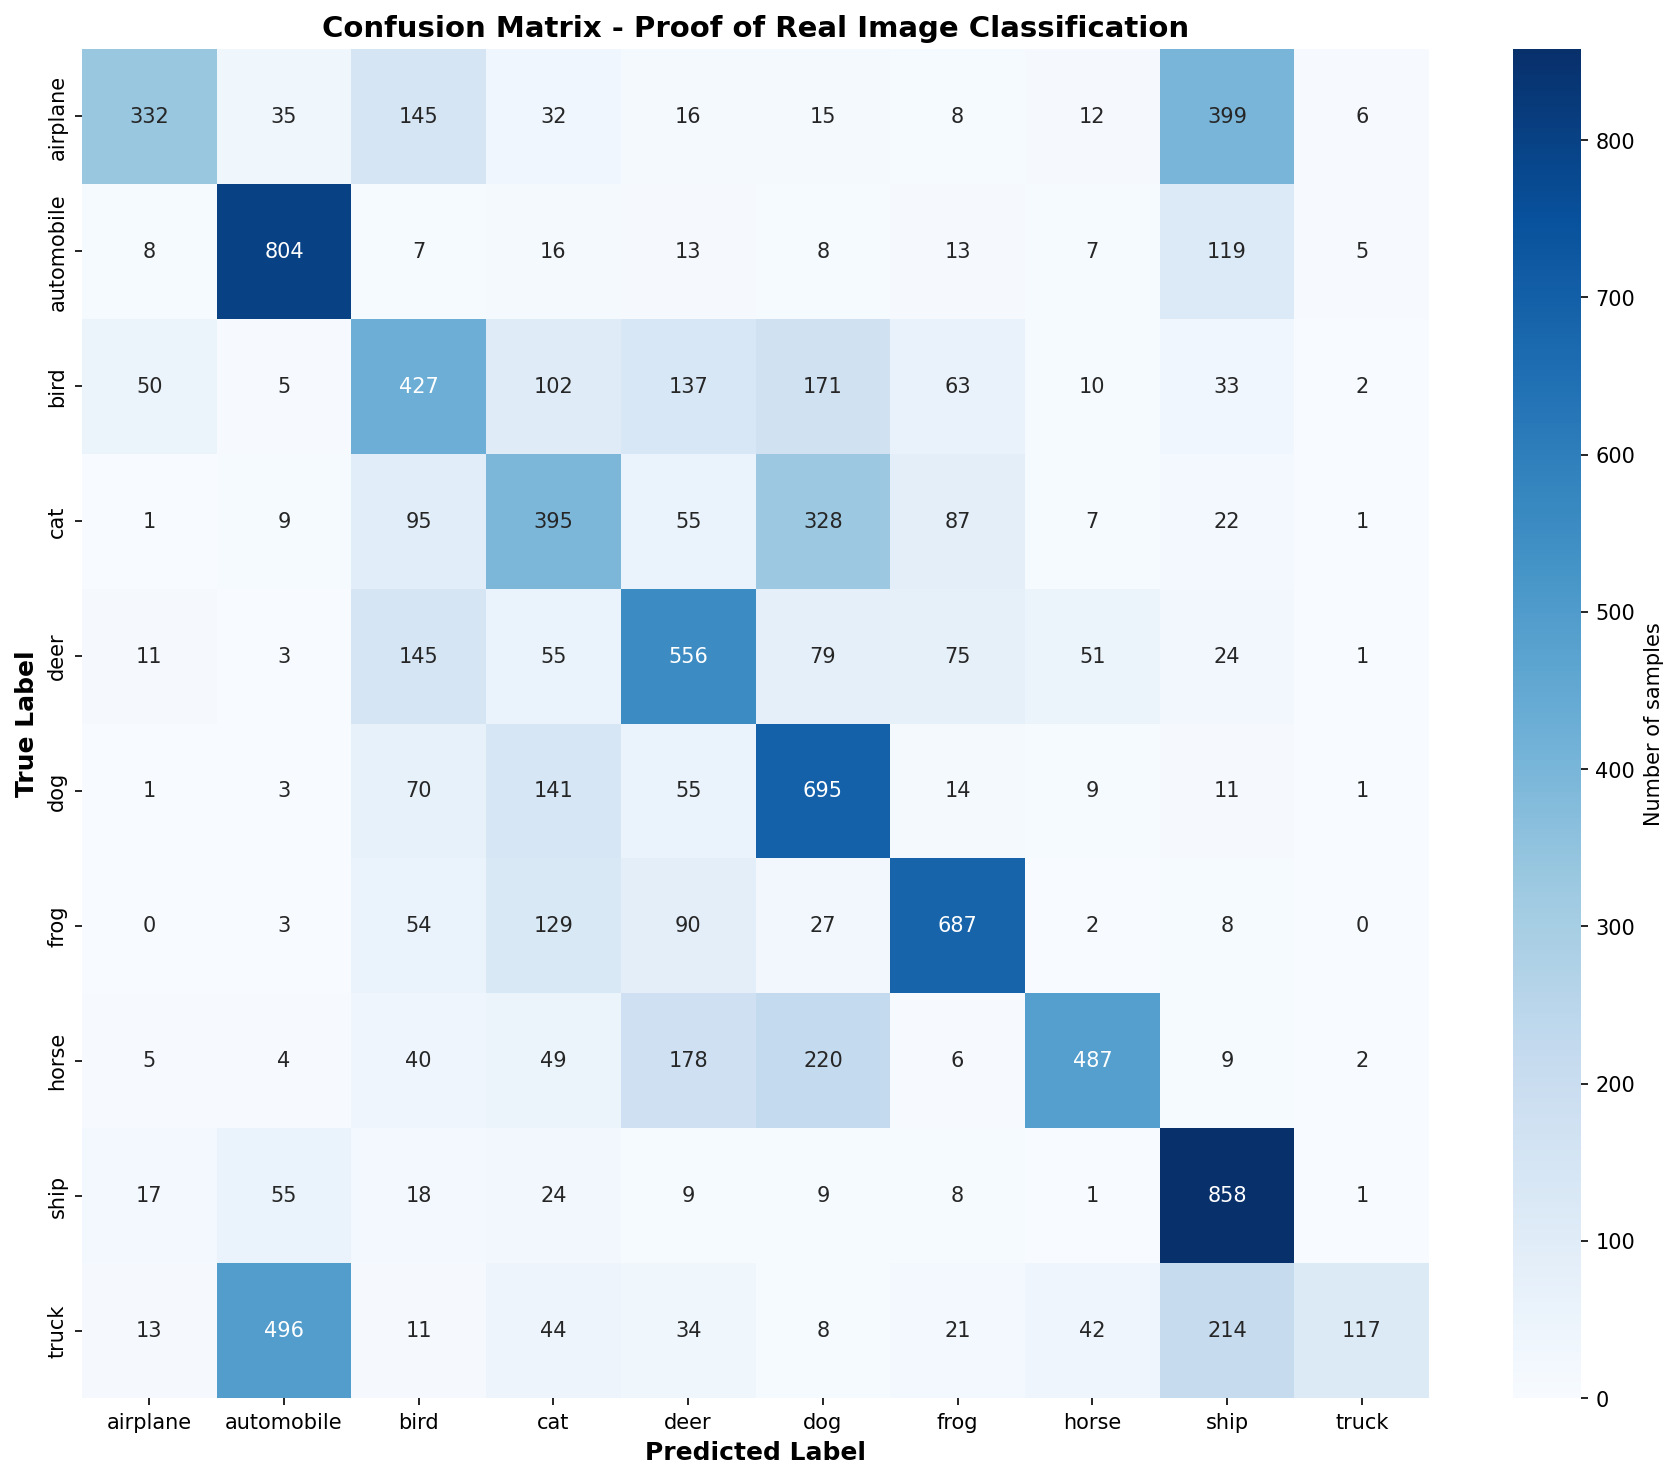 Confusion Matrix - Proof of Real Image Classification
True Label
airplane 332 35 145 32 16 15 8 12 399 6
automobile 8 804 7 16 13 8 13 7 119 5
bird 50 5 427 102 137 171 63 10 33 2
cat 1 9 95 395 55 328 87 7 22 1
deer 11 3 145 55 556 79 75 51 24 1
dog 1 3 70 141 55 695 14 9 11 1
frog 0 3 54 129 90 27 687 2 8 0
horse 5 4 40 49 178 220 6 487 9 2
ship 17 55 18 24 9 9 8 1 858 1
truck 13 496 11 44 34 8 21 42 214 117
airplane automobile bird cat deer dog frog horse ship truck
Predicted Label
800
700
600
500
400
300
200
100
0
Number of samples